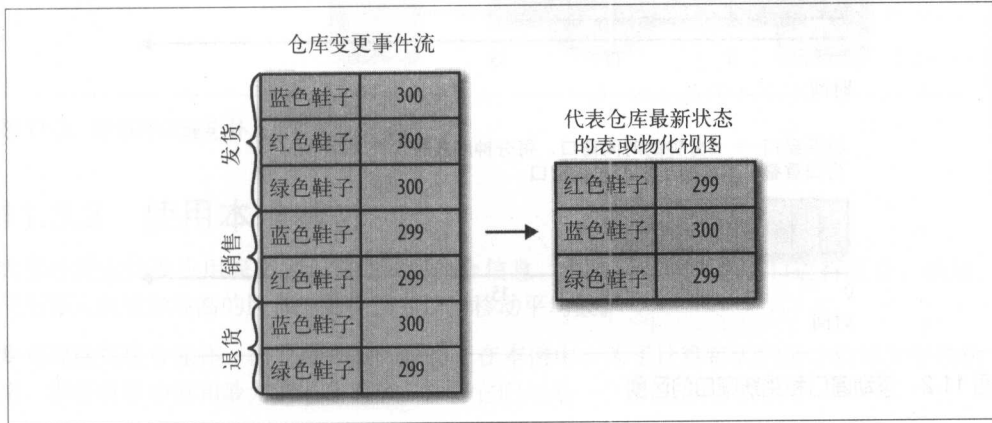 仓库变更事件流
发货
蓝色鞋子 300
红色鞋子 300
绿色鞋子 300
销售
蓝色鞋子 299
红色鞋子 299
退货
蓝色鞋子 300
绿色鞋子 299
代表仓库最新状态
的表或物化视图
红色鞋子 299
蓝色鞋子 300
绿色鞋子 299